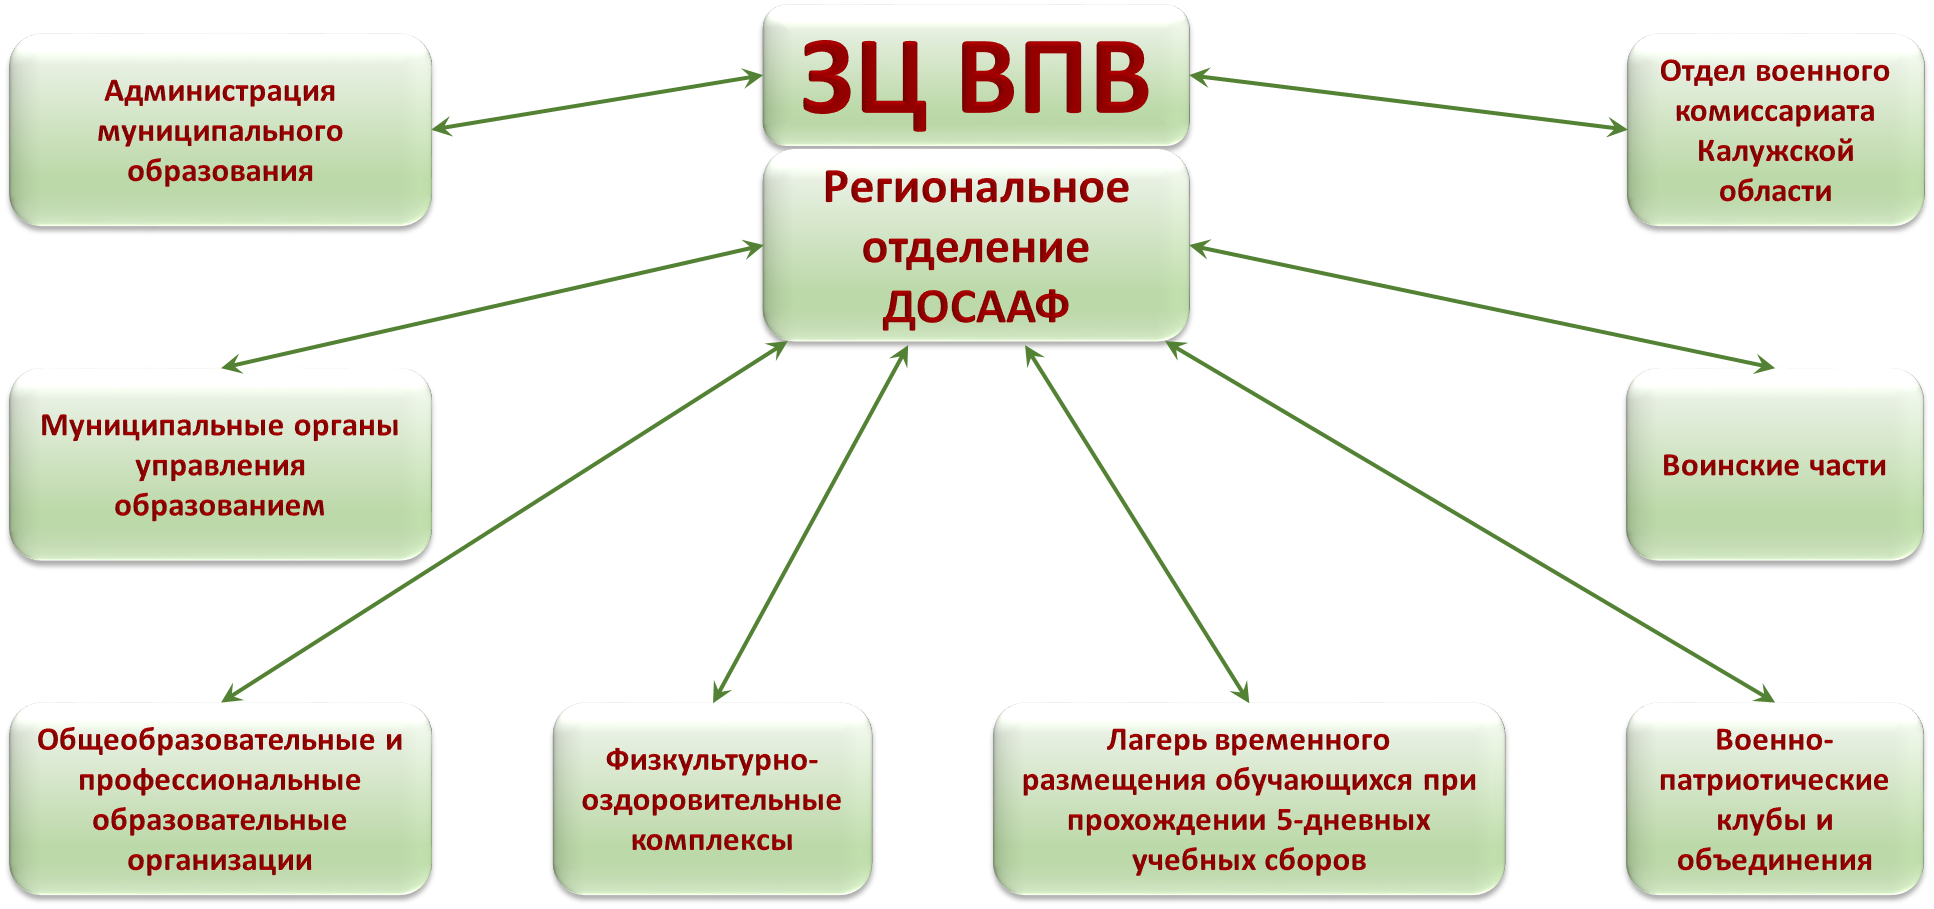 ЗЦ ВПВ
Администрация
муниципального
образования
Отдел военного
комиссариата
Калужской
области
Региональное
отделение
ДОСААФ
Муниципальные органы
управления
образованием
Воинские части
Общеобразовательные и
профессиональные
образовательные
организации
Физкультурно-
оздоровительные
комплексы
Лагерь временного
размещения обучающихся при
прохождении 5-дневных
учебных сборов
Военно-
патриотические
клубы и
объединения